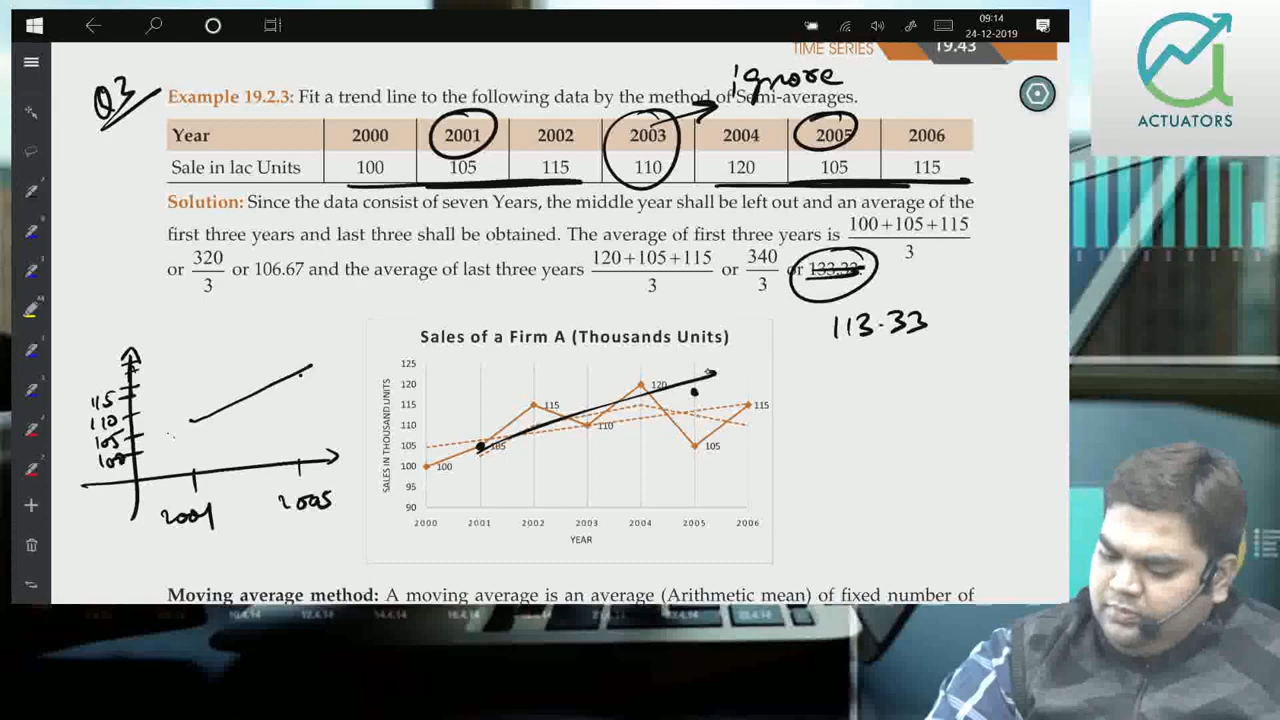 09:14
24-12-2019
TIME SERIES 19.43
ACTUATORS
Q3
ignore
Example 19.2.3: Fit a trend line to the following data by the method of Semi-averages.
Year 2000 2001 2002 2003 2004 2005 2006
Sale in lac Units 100 105 115 110 120 105 115
Solution: Since the data consist of seven Years, the middle year shall be left out and an average of the
first three years and last three shall be obtained. The average of first three years is 100+105+115
3
or 320 or 106.67 and the average of last three years 120+105+115 or 340 or 133.33.
3 3 3
113.33
Sales of a Firm A (Thousands Units)
SALES IN THOUSAND UNITS
125
120
115
110
105
100
95
90
100 105 115 110 120 105 115
2000 2001 2002 2003 2004 2005 2006
YEAR
115
110
105
100
2001 2005
Moving average method: A moving average is an average (Arithmetic mean) of fixed number of